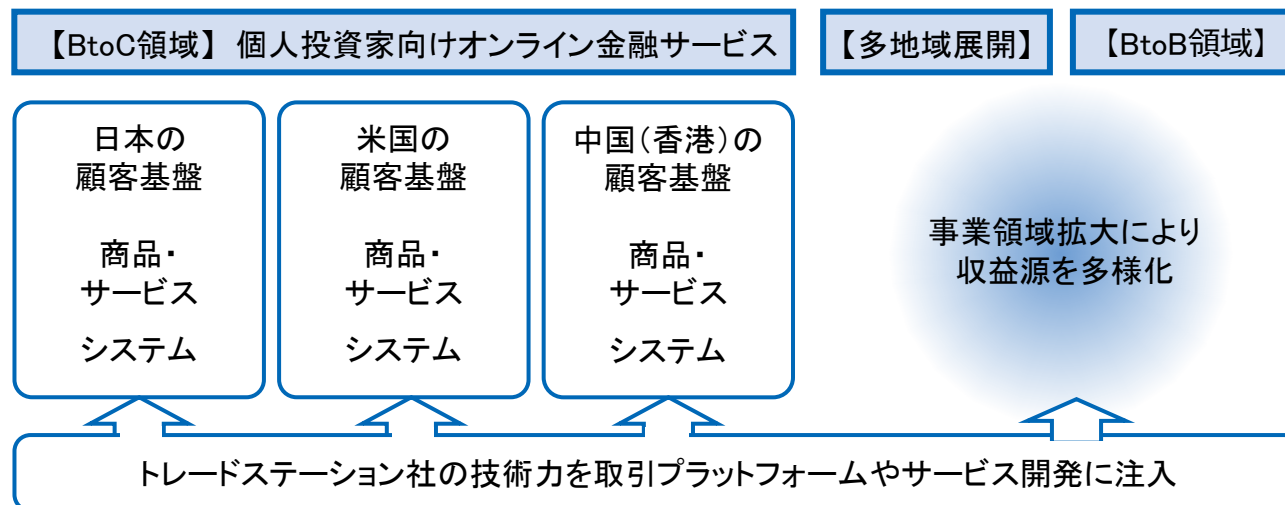 【BtoC領域】 個人投資家向けオンライン金融サービス
【多地域展開】
【BtoB領域】
日本の
顧客基盤
商品・
サービス
システム
米国の
顧客基盤
商品・
サービス
システム
中国(香港)の
顧客基盤
商品・
サービス
システム
事業領域拡大により
収益源を多様化
トレードステーション社の技術力を取引プラットフォームやサービス開発に注入